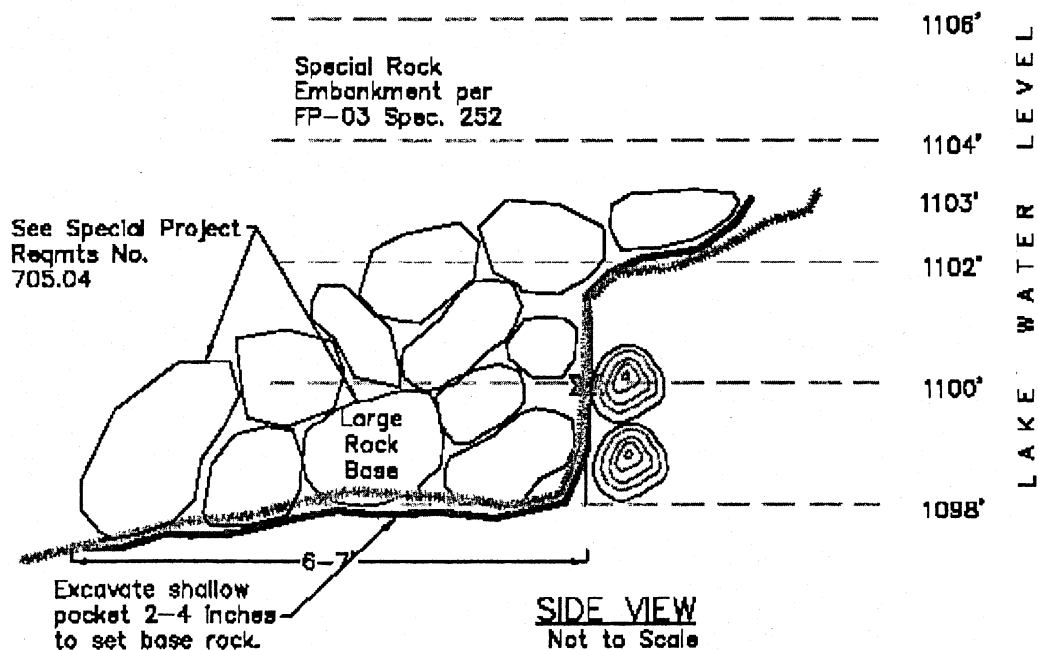 1106'
Special Rock
Embankment per
FP-03 Spec. 252
1104'
1103'
See Special Project
Reqmts No.
705.04
1102'
1100'
Large
Rock
Base
1098'
6-7'
Excavate shallow
pocket 2-4 inches
to set base rock.
SIDE VIEW
Not to Scale
LAKE WATER LEVEL